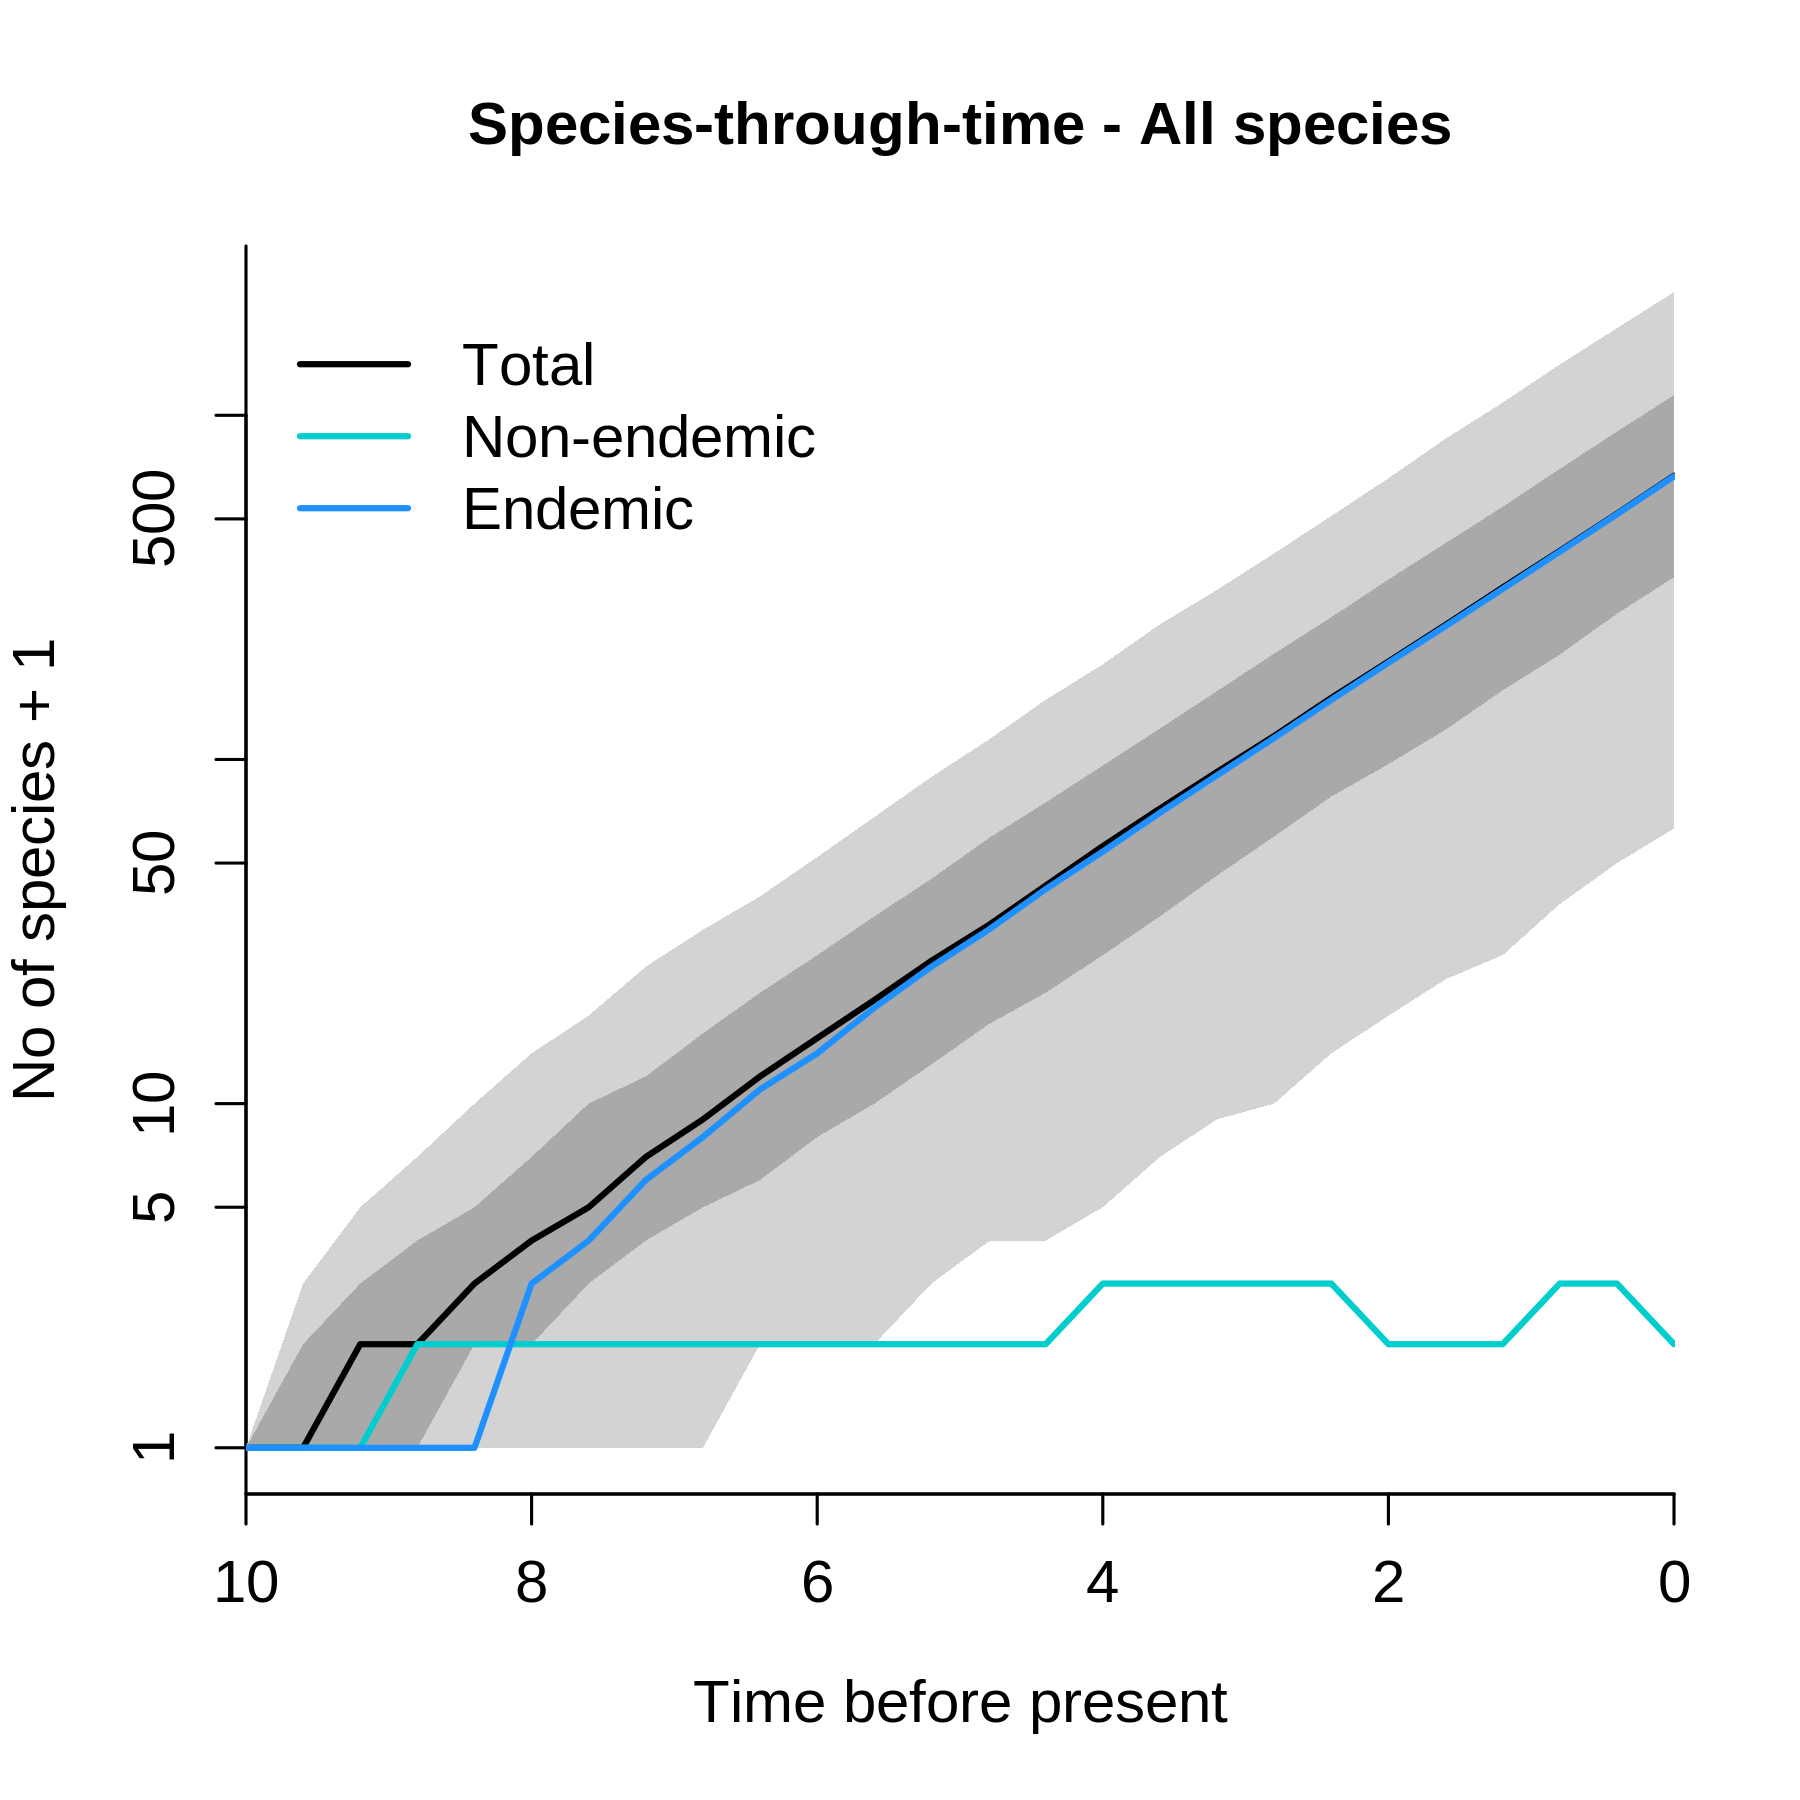 Species-through-time - All species
Total
Non-endemic
Endemic
No of species + 1
500
50
10
5
1
10 8 6 4 2 0
Time before present